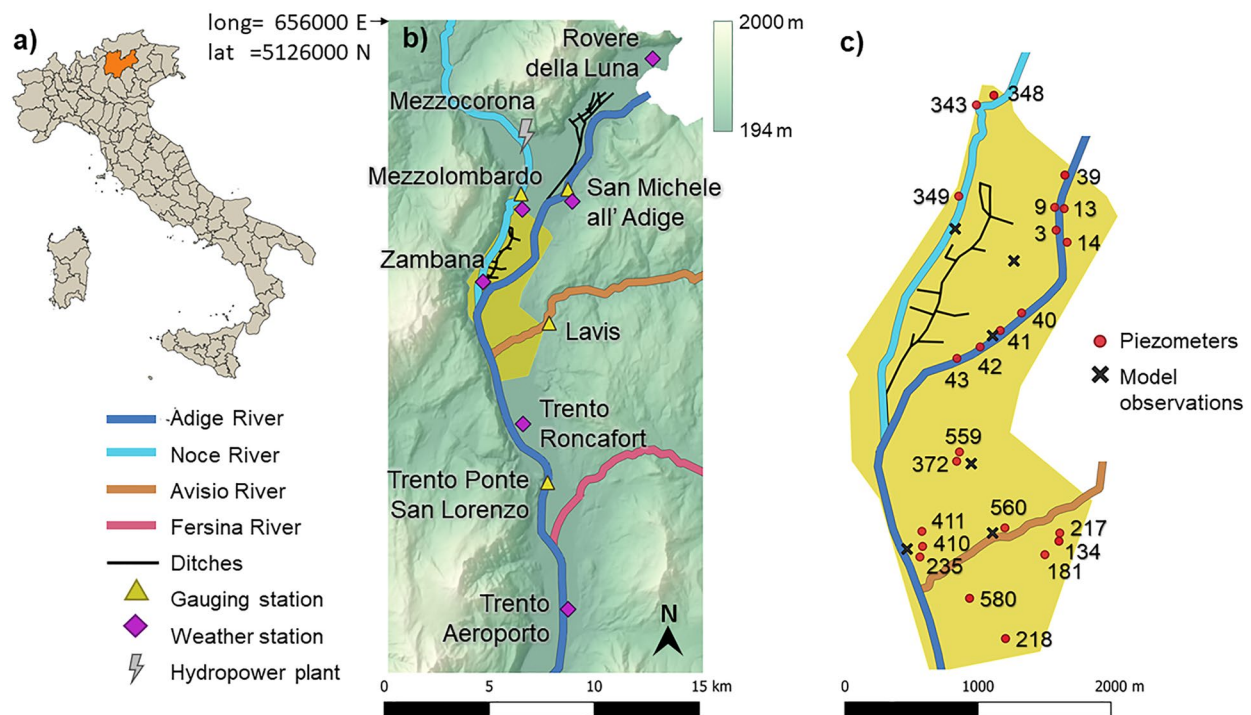 a)
long= 656000 E
lat =5126000 N
b)
2000 m
194 m
Rovere
della Luna
Mezzocorona
Mezzolombardo
San Michele
all' Adige
Zambana
Lavis
Trento
Roncafort
Trento Ponte
San Lorenzo
Trento
Aeroporto
N
0
5
10
15 km
Adige River
Noce River
Avisio River
Fersina River
Ditches
Gauging station
Weather station
Hydropower plant
c)
343
348
349
39
9
13
3
14
40
41
42
43
559
372
411
410
235
560
217
134
181
580
218
Piezometers
Model
observations
0
1000
2000 m